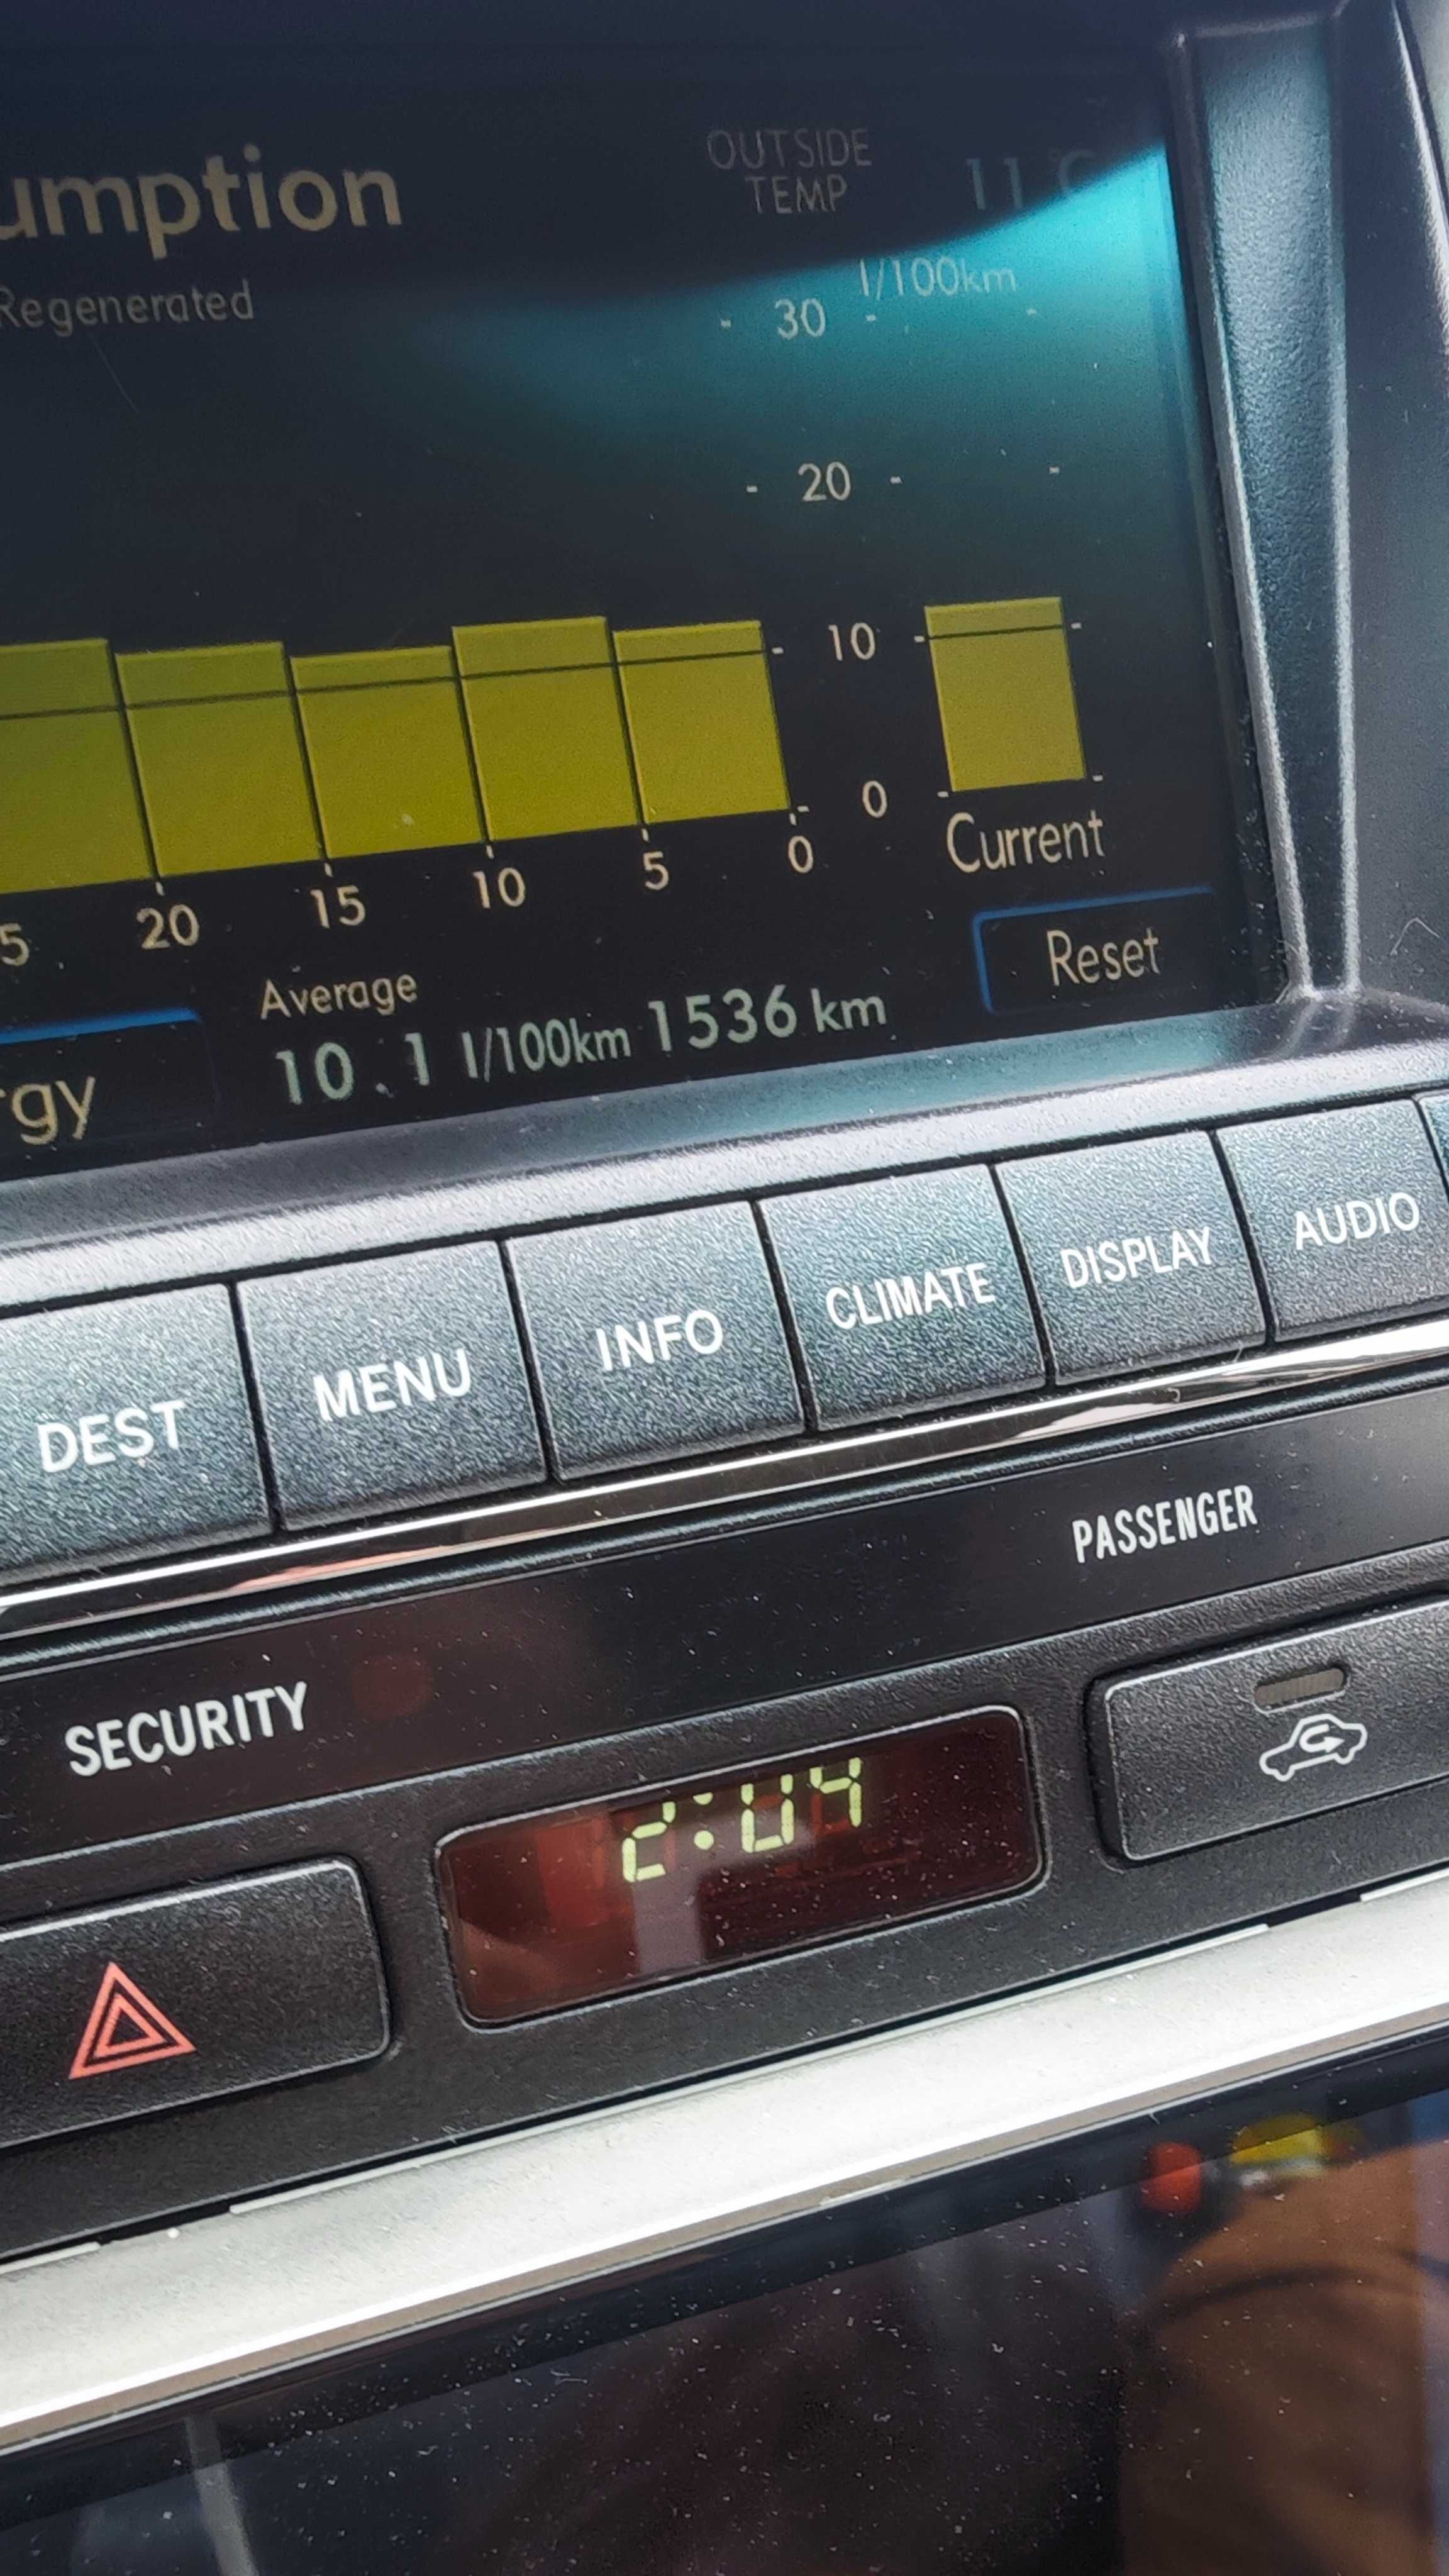 umption
OUTSIDE
TEMP
11 °C
Regenerated
l/100km
30
20
10
0
5 20 15 10 5 0
Current
Average
10.1 l/100km 1536 km
Reset
rgy
DEST MENU INFO CLIMATE DISPLAY AUDIO
PASSENGER
SECURITY
2:04